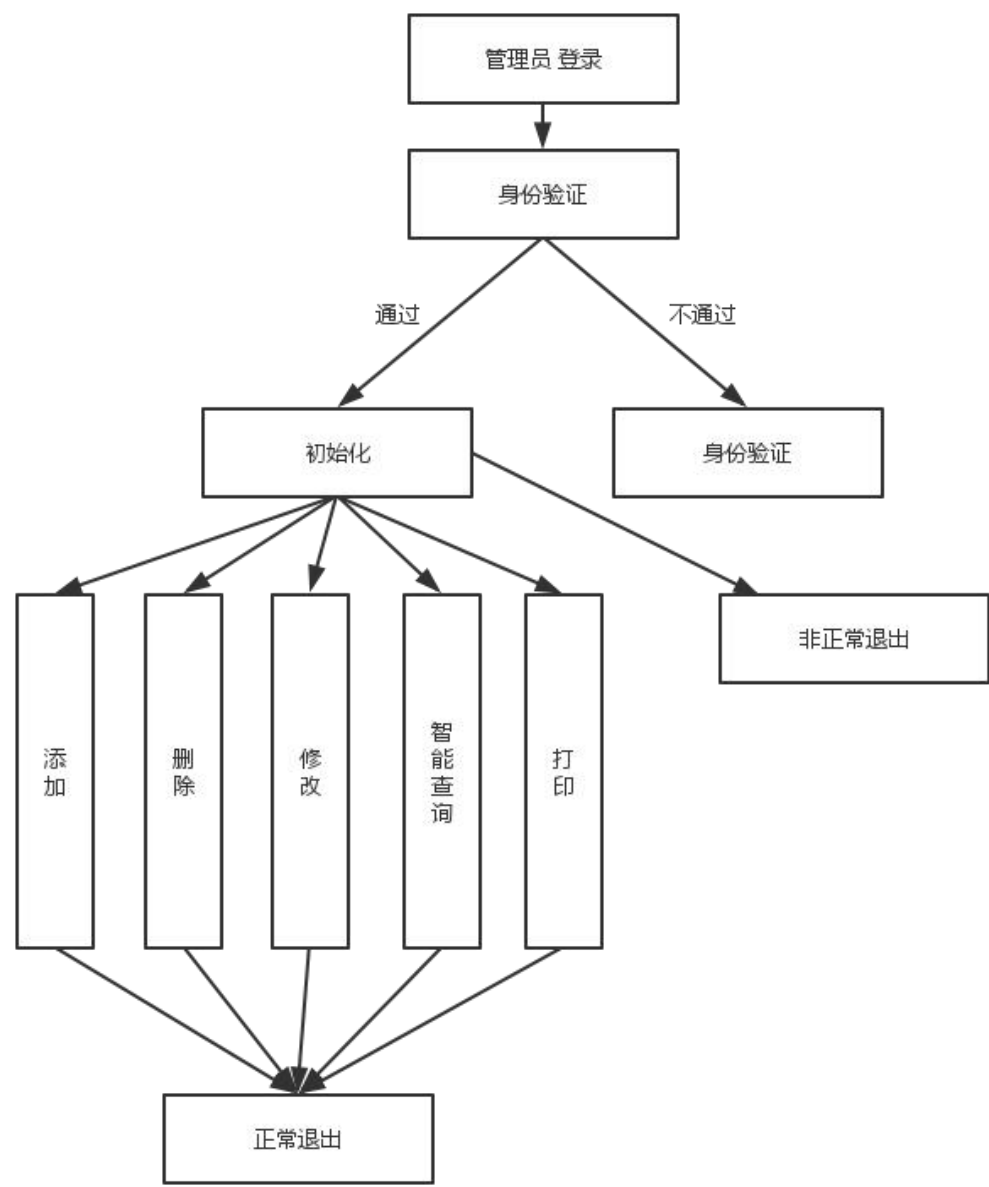 管理员 登录
身份验证
通过
不通过
初始化
身份验证
非正常退出
添加
删除
修改
智能查询
打印
正常退出